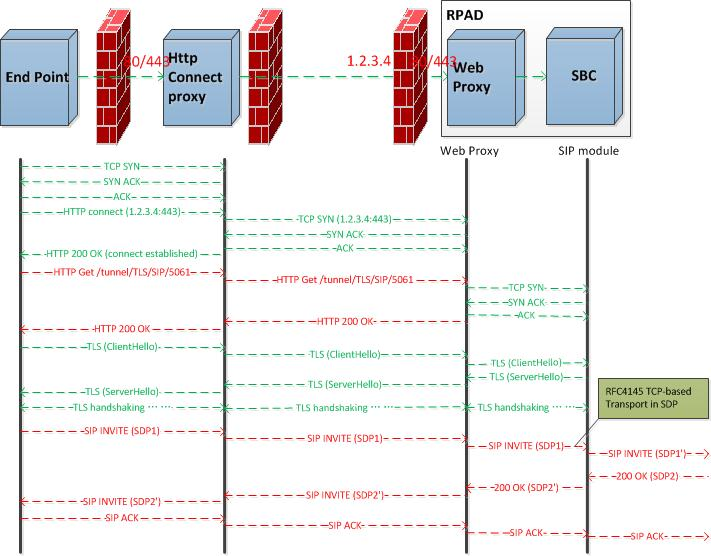 RPAD
End Point
80/443
Http
Connect
proxy
1.2.3.4
80/443
Web
Proxy
SBC
Web Proxy
SIP module
TCP SYN
SYN ACK
ACK
HTTP connect (1.2.3.4:443)
TCP SYN (1.2.3.4:443)
SYN ACK
ACK
HTTP 200 OK (connect established)
HTTP Get /tunnel/TLS/SIP/5061
HTTP Get /tunnel/TLS/SIP/5061
TCP SYN
SYN ACK
ACK
HTTP 200 OK
HTTP 200 OK
TLS (ClientHello)
TLS (ClientHello)
TLS (ClientHello)
TLS (ServerHello)
TLS (ServerHello)
TLS (ServerHello)
TLS handshaking ... ...
TLS handshaking ... ...
TLS handshaking ... ...
RFC4145 TCP-based
Transport in SDP
SIP INVITE (SDP1)
SIP INVITE (SDP1)
SIP INVITE (SDP1)
SIP INVITE (SDP1')
200 OK (SDP2)
200 OK (SDP2')
SIP INVITE (SDP2')
SIP INVITE (SDP2')
SIP ACK
SIP ACK
SIP ACK
SIP ACK